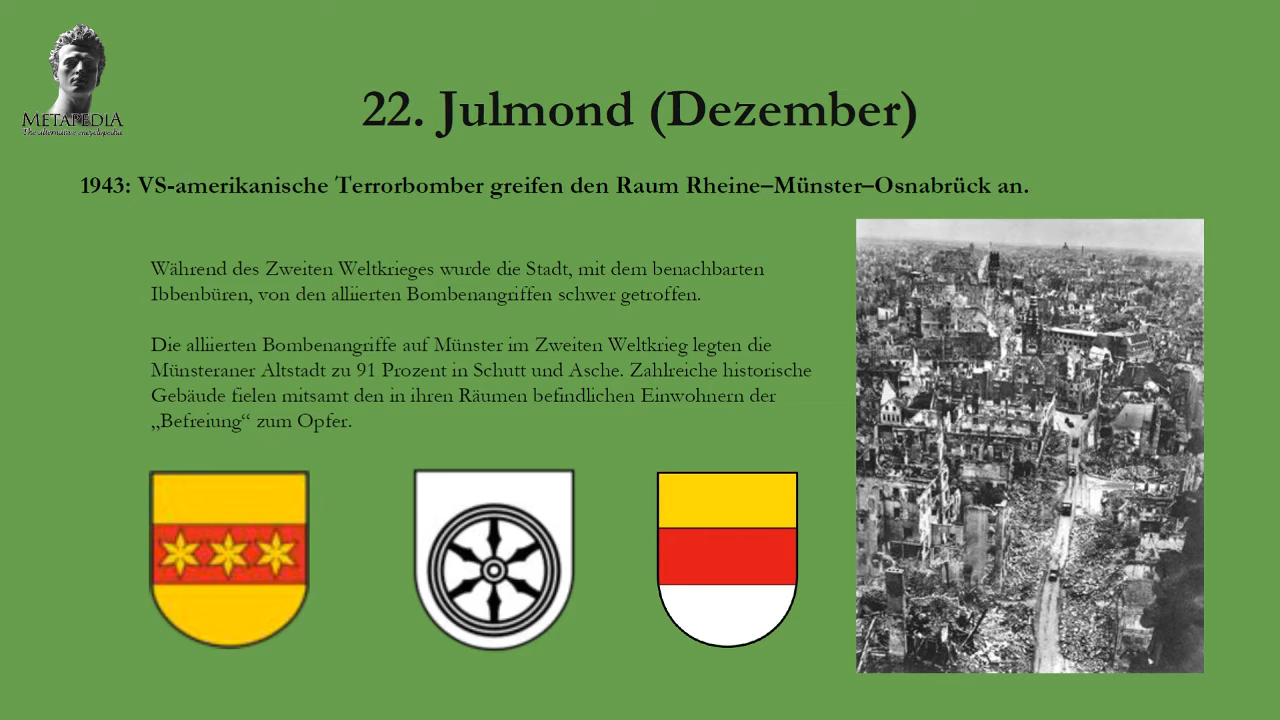 METAPEDIA
The alternative encyclopedia
22. Julmond (Dezember)
1943: VS-amerikanische Terrorbomber greifen den Raum Rheine–Münster–Osnabrück an.
Während des Zweiten Weltkrieges wurde die Stadt, mit dem benachbarten
Ibbenbüren, von den alliierten Bombenangriffen schwer getroffen.
Die alliierten Bombenangriffe auf Münster im Zweiten Weltkrieg legten die
Münsteraner Altstadt zu 91 Prozent in Schutt und Asche. Zahlreiche historische
Gebäude fielen mitsamt den in ihren Räumen befindlichen Einwohnern der
„Befreiung“ zum Opfer.